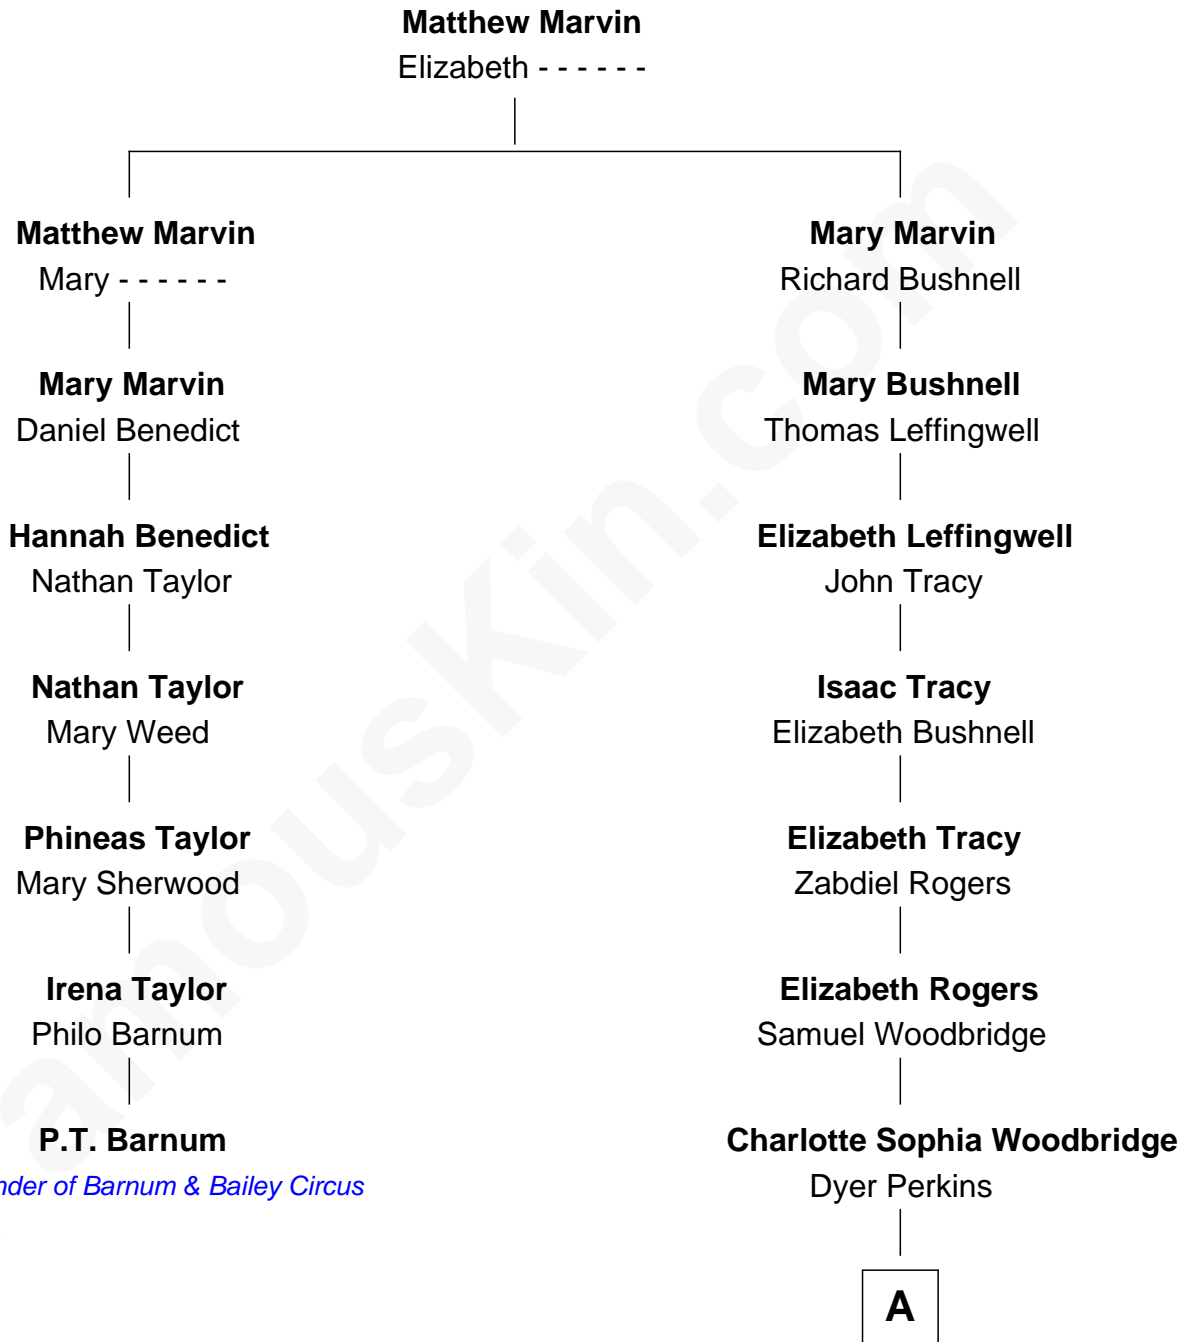 Matthew Marvin
Elizabeth - - - - - -
Matthew Marvin
Mary - - - - - -
Mary Marvin
Richard Bushnell
Mary Marvin
Daniel Benedict
Mary Bushnell
Thomas Leffingwell
Hannah Benedict
Nathan Taylor
Elizabeth Leffingwell
John Tracy
Nathan Taylor
Mary Weed
Isaac Tracy
Elizabeth Bushnell
Phineas Taylor
Mary Sherwood
Elizabeth Tracy
Zabdiel Rogers
Irena Taylor
Philo Barnum
Elizabeth Rogers
Samuel Woodbridge
P.T. Barnum
nder of Barnum & Bailey Circus
Charlotte Sophia Woodbridge
Dyer Perkins
A
amouskin.com